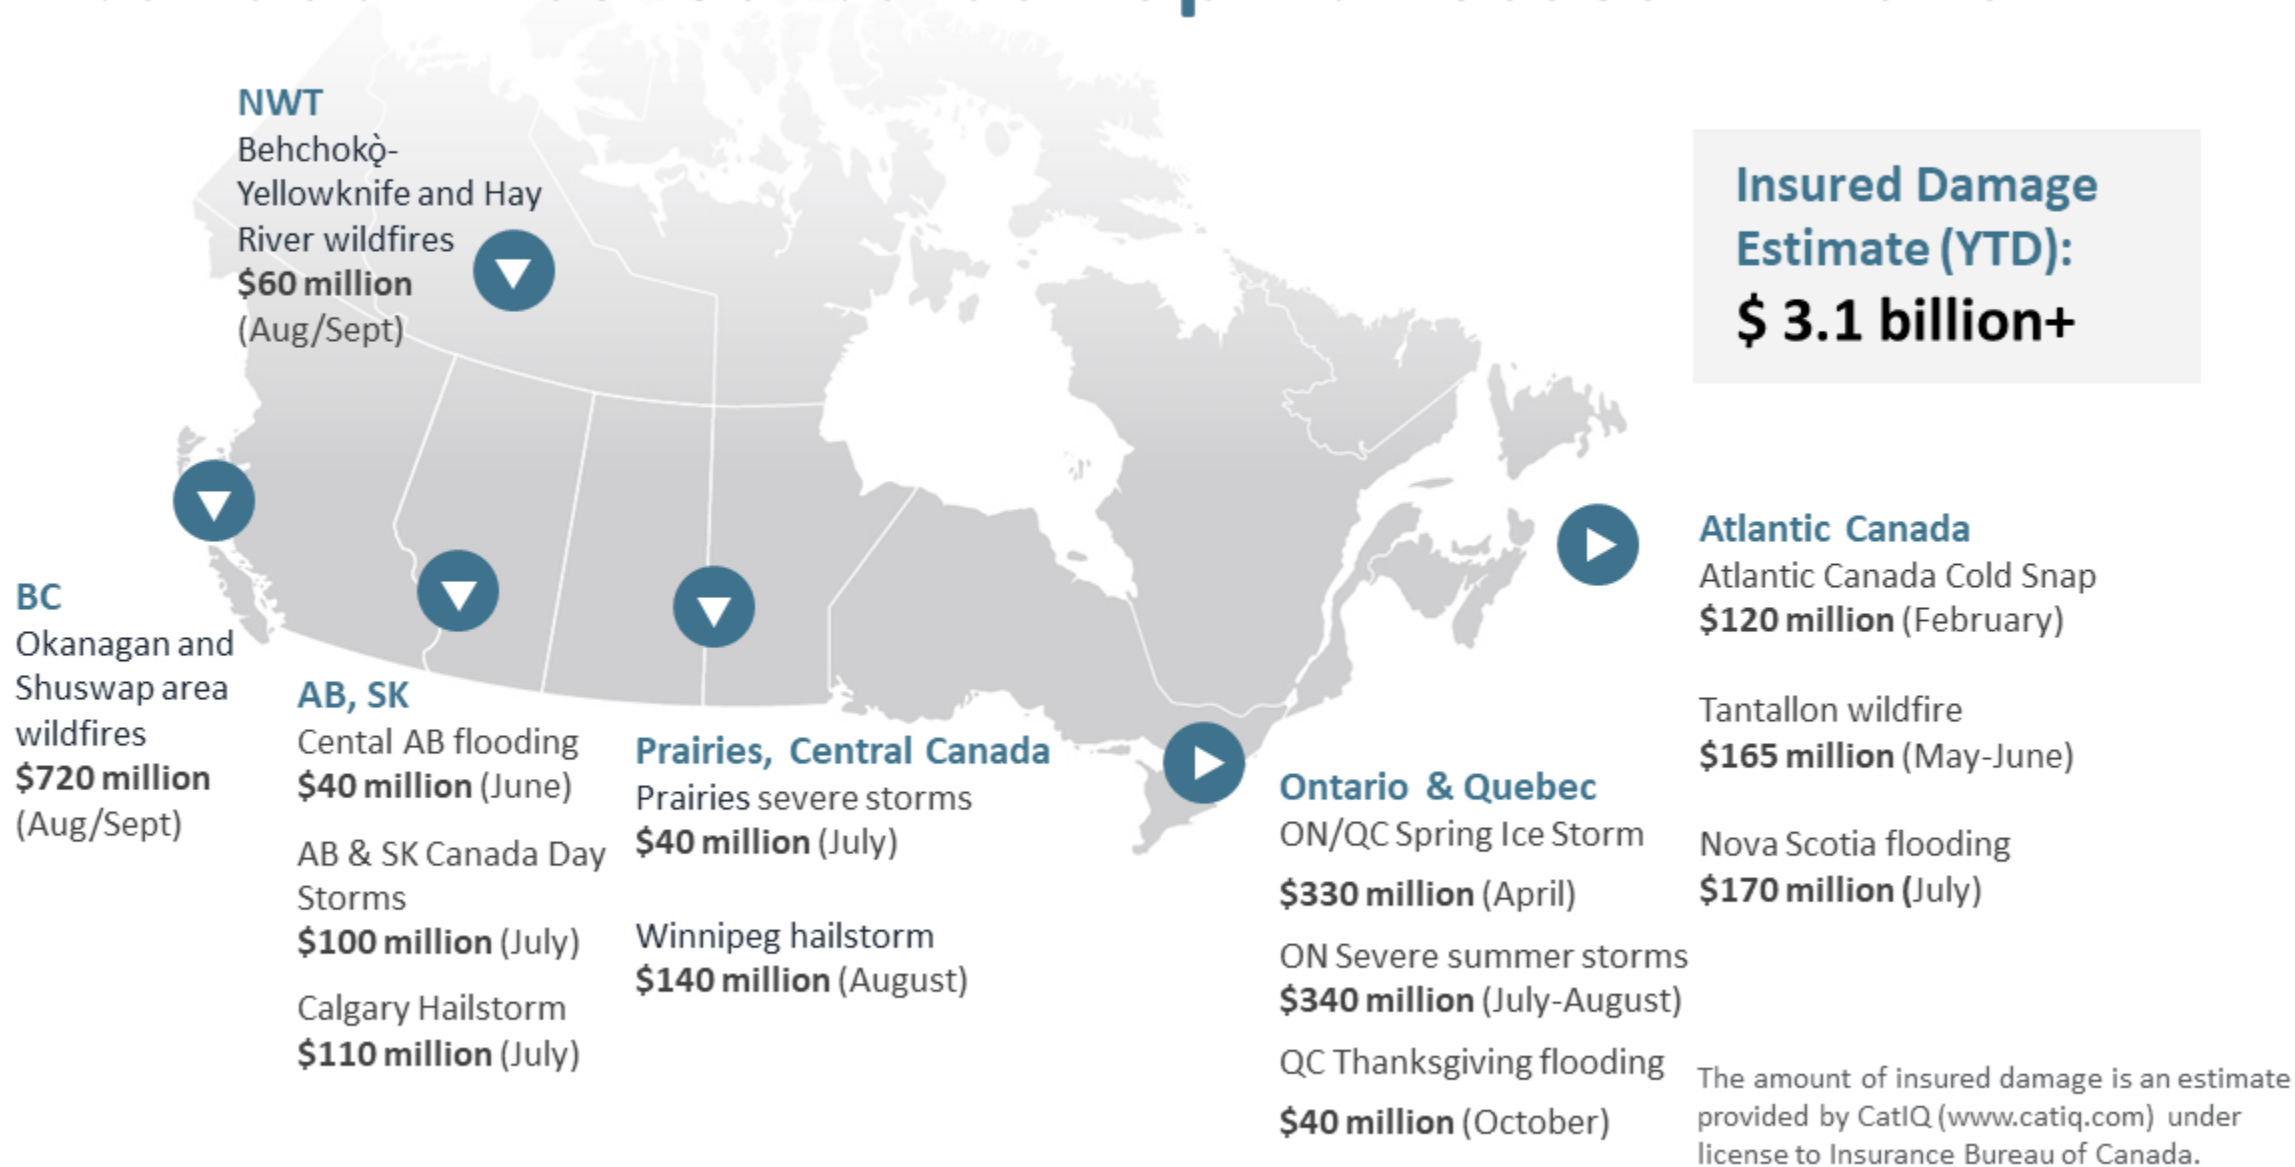 NWT
Behchokǫ̀-
Yellowknife and Hay
River wildfires
$60 million
(Aug/Sept)
Insured Damage
Estimate (YTD):
$ 3.1 billion+
BC
Okanagan and
Shuswap area
wildfires
$720 million
(Aug/Sept)
AB, SK
Cental AB flooding
$40 million (June)
AB & SK Canada Day
Storms
$100 million (July)
Calgary Hailstorm
$110 million (July)
Prairies, Central Canada
Prairies severe storms
$40 million (July)
Winnipeg hailstorm
$140 million (August)
Ontario & Quebec
ON/QC Spring Ice Storm
$330 million (April)
ON Severe summer storms
$340 million (July-August)
QC Thanksgiving flooding
$40 million (October)
Atlantic Canada
Atlantic Canada Cold Snap
$120 million (February)
Tantallon wildfire
$165 million (May-June)
Nova Scotia flooding
$170 million (July)
The amount of insured damage is an estimate
provided by CatIQ (www.catiq.com) under
license to Insurance Bureau of Canada.